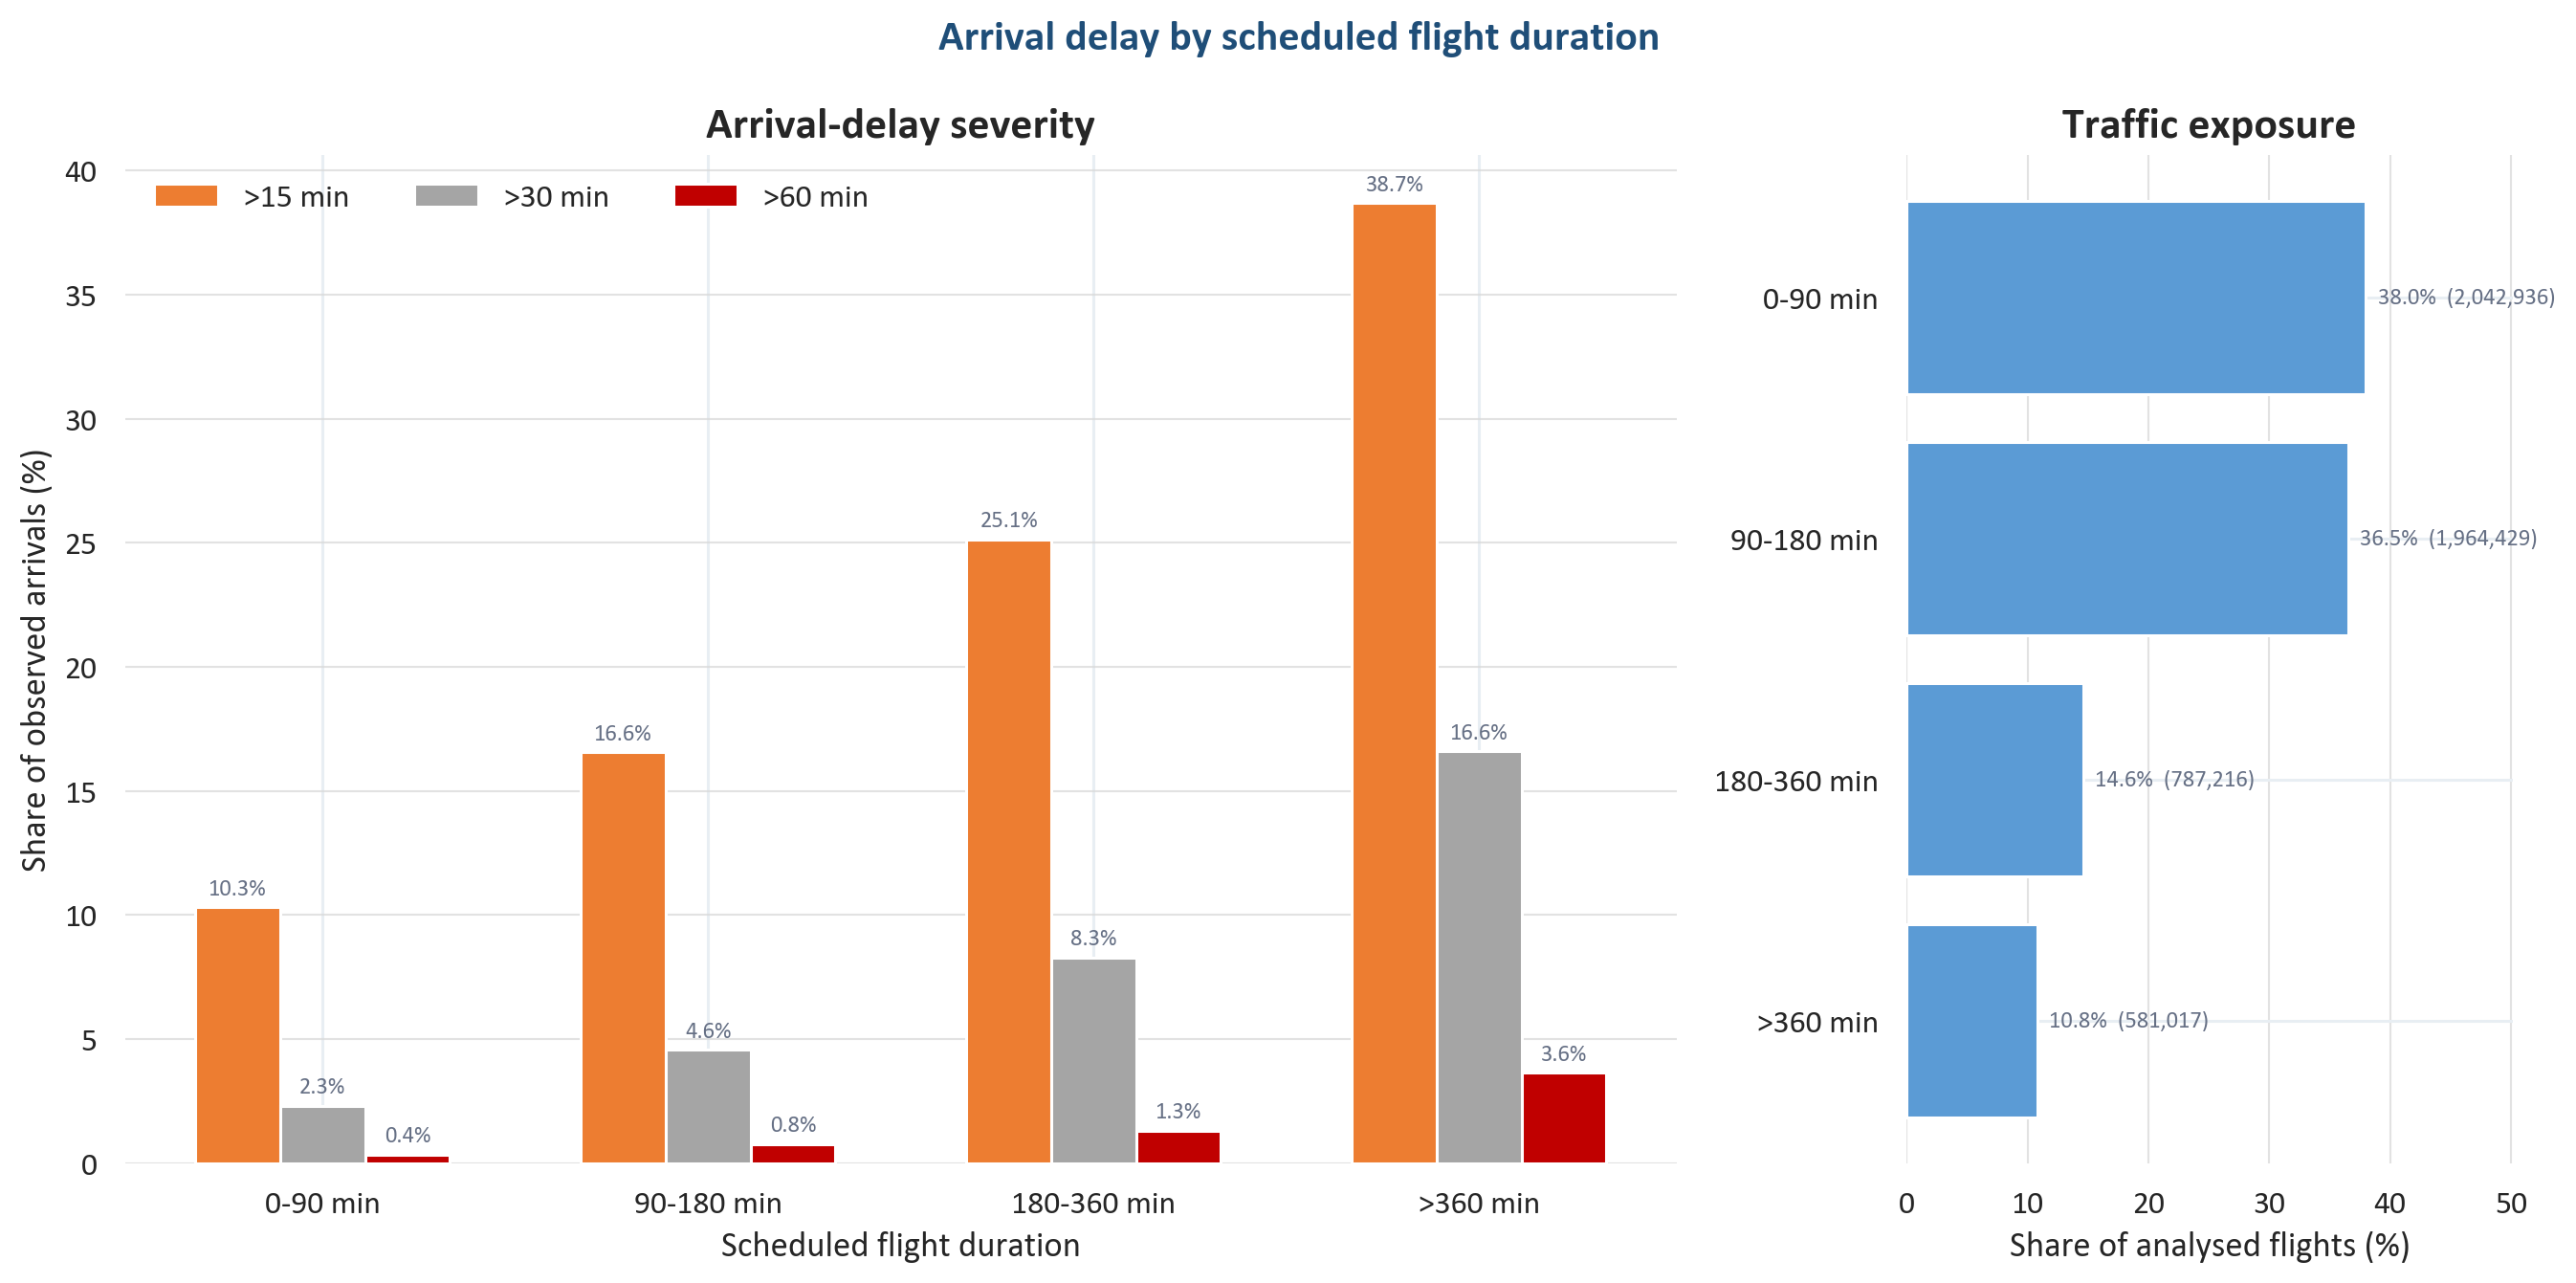 Arrival delay by scheduled flight duration
Arrival-delay severity
>15 min
>30 min
>60 min
Share of observed arrivals (%)
40
35
30
25
20
15
10
5
0
10.3%
2.3%
0.4%
16.6%
4.6%
0.8%
25.1%
8.3%
1.3%
38.7%
16.6%
3.6%
0-90 min
90-180 min
180-360 min
>360 min
Scheduled flight duration
Traffic exposure
0-90 min
38.0% (2,042,936)
90-180 min
36.5% (1,964,429)
180-360 min
14.6% (787,216)
>360 min
10.8% (581,017)
0
10
20
30
40
50
Share of analysed flights (%)